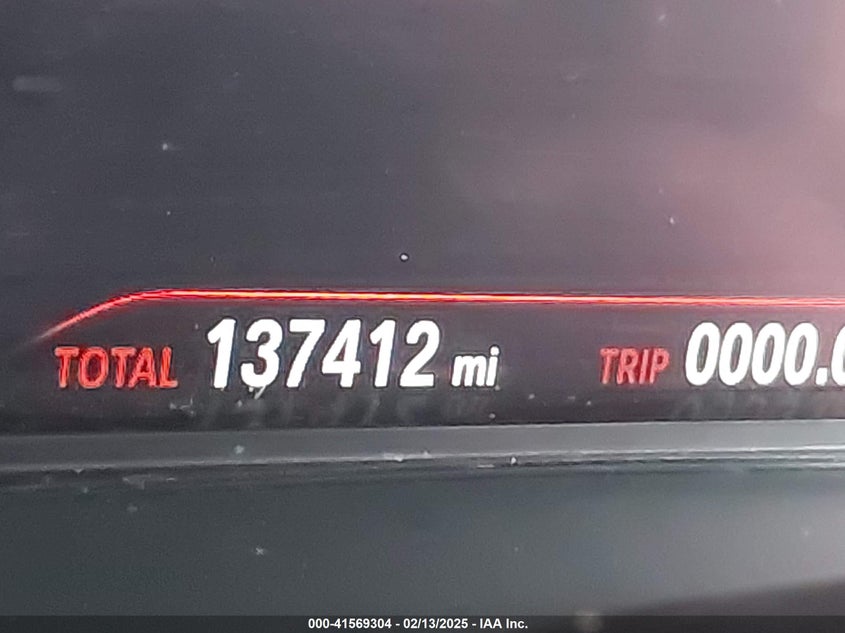 TOTAL 137412 mi TRIP 0000.
000-41569304 - 02/13/2025 - IAA Inc.